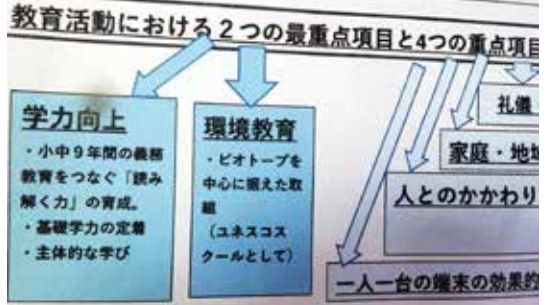 教育活動における２つの最重点項目と4つの重点項目
学力向上
・小中９年間の義務
教育をつなぐ「読み
解く力」の育成。
・基礎学力の定着
・主体的な学び
環境教育
・ビオトープを
中心に据えた取
組
（ユネスコス
クールとして）
礼儀・
家庭・地域
人とのかかわり
一人一台の端末の効果的